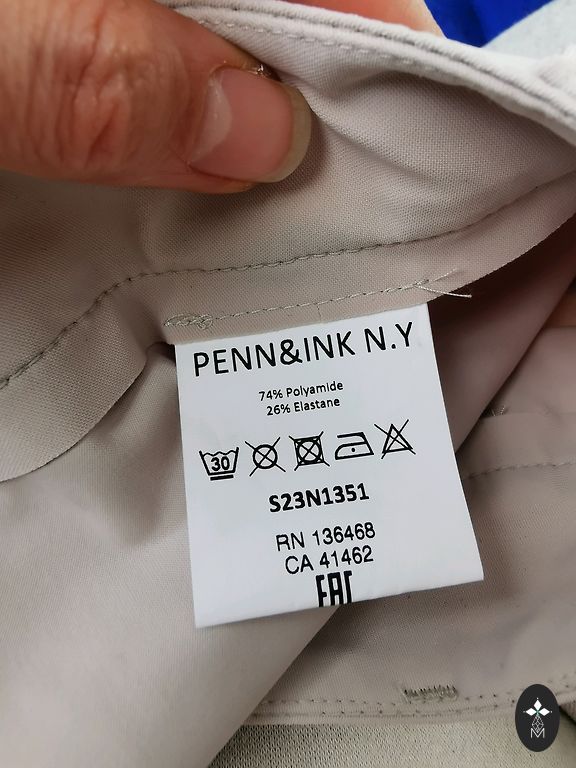 PENN&INK N.Y
74% Polyamide
26% Elastane
30
S23N1351
RN 136468
CA 41462
EAC
M